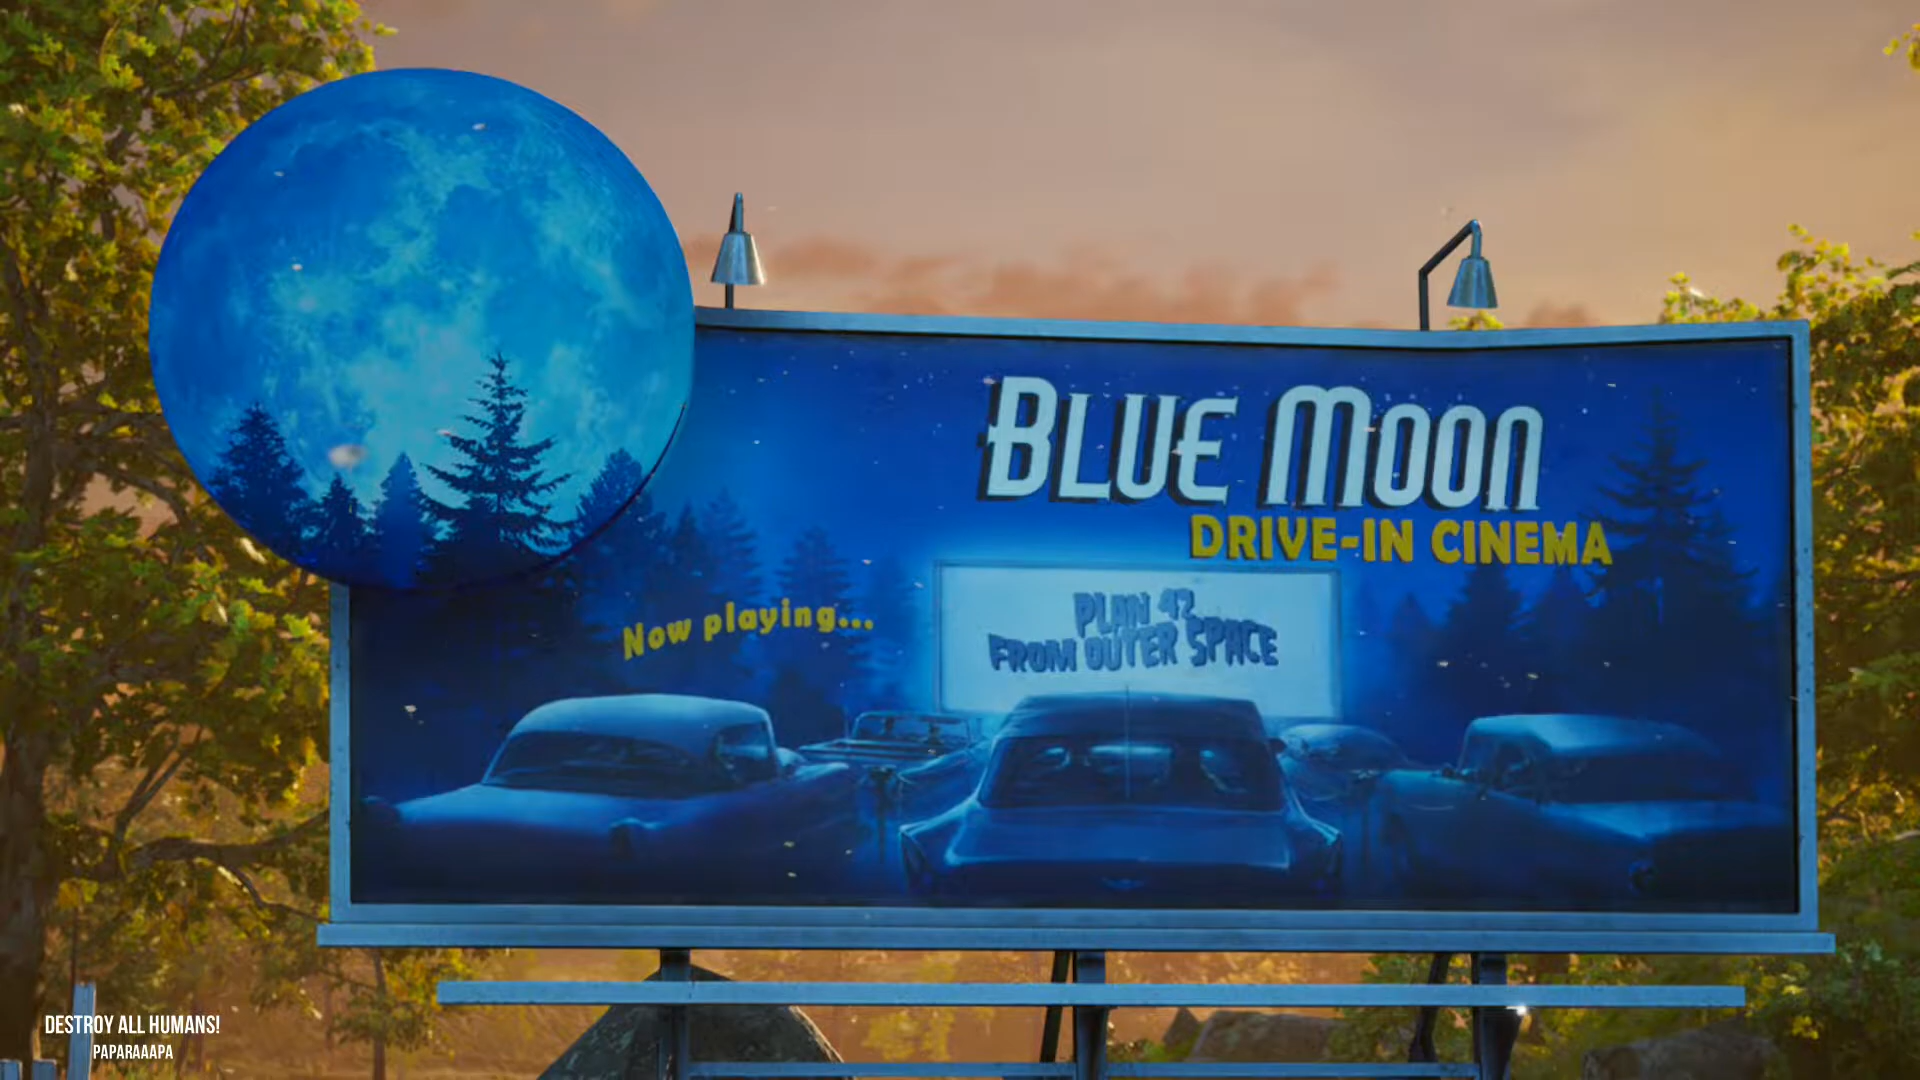 BLUE MOON
DRIVE-IN CINEMA
Now playing...
PLAN 42
FROM OUTER SPACE
DESTROY ALL HUMANS!
PAPARAAAPA